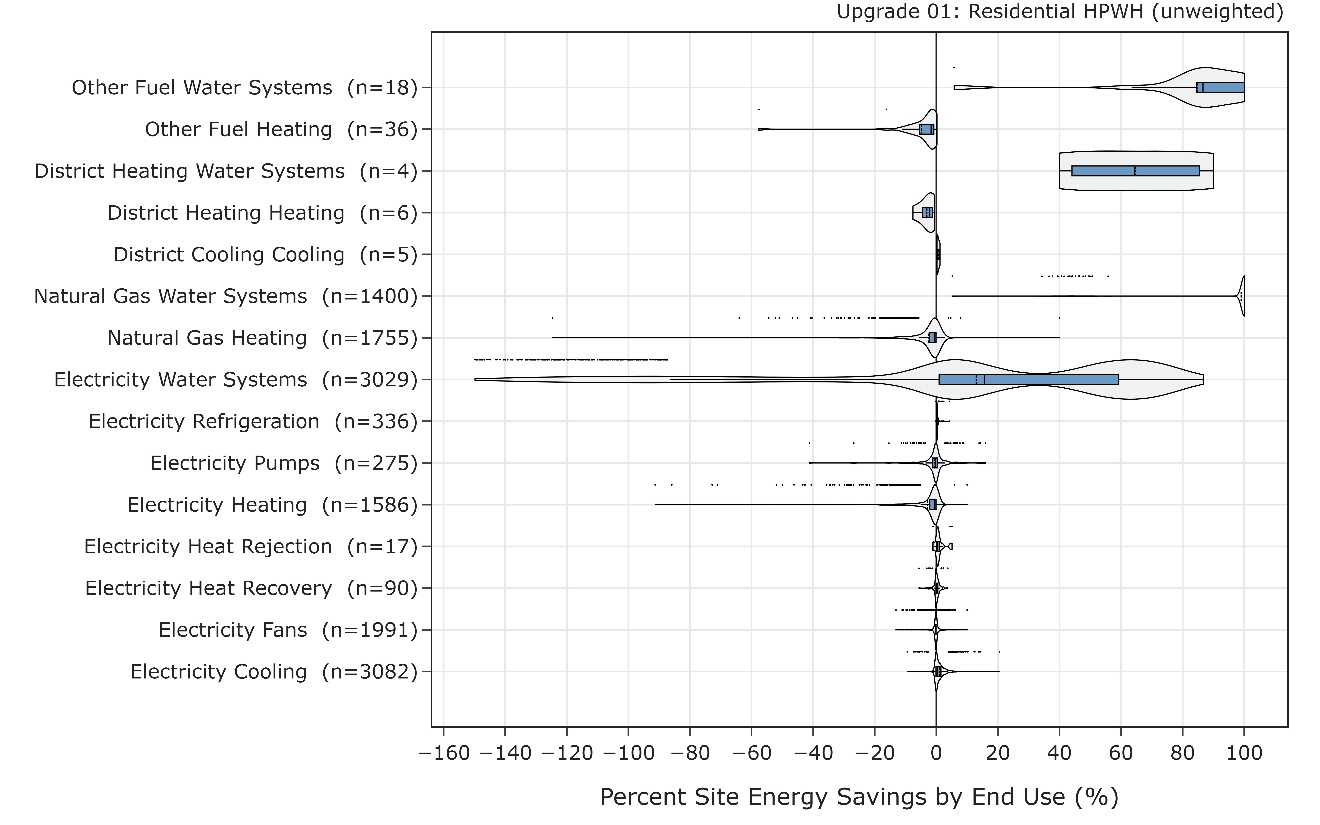 Upgrade 01: Residential HPWH (unweighted)
Other Fuel Water Systems (n=18)
Other Fuel Heating (n=36)
District Heating Water Systems (n=4)
District Heating Heating (n=6)
District Cooling Cooling (n=5)
Natural Gas Water Systems (n=1400)
Natural Gas Heating (n=1755)
Electricity Water Systems (n=3029)
Electricity Refrigeration (n=336)
Electricity Pumps (n=275)
Electricity Heating (n=1586)
Electricity Heat Rejection (n=17)
Electricity Heat Recovery (n=90)
Electricity Fans (n=1991)
Electricity Cooling (n=3082)
−160 −140 −120 −100 −80 −60 −40 −20 0 20 40 60 80 100
Percent Site Energy Savings by End Use (%)